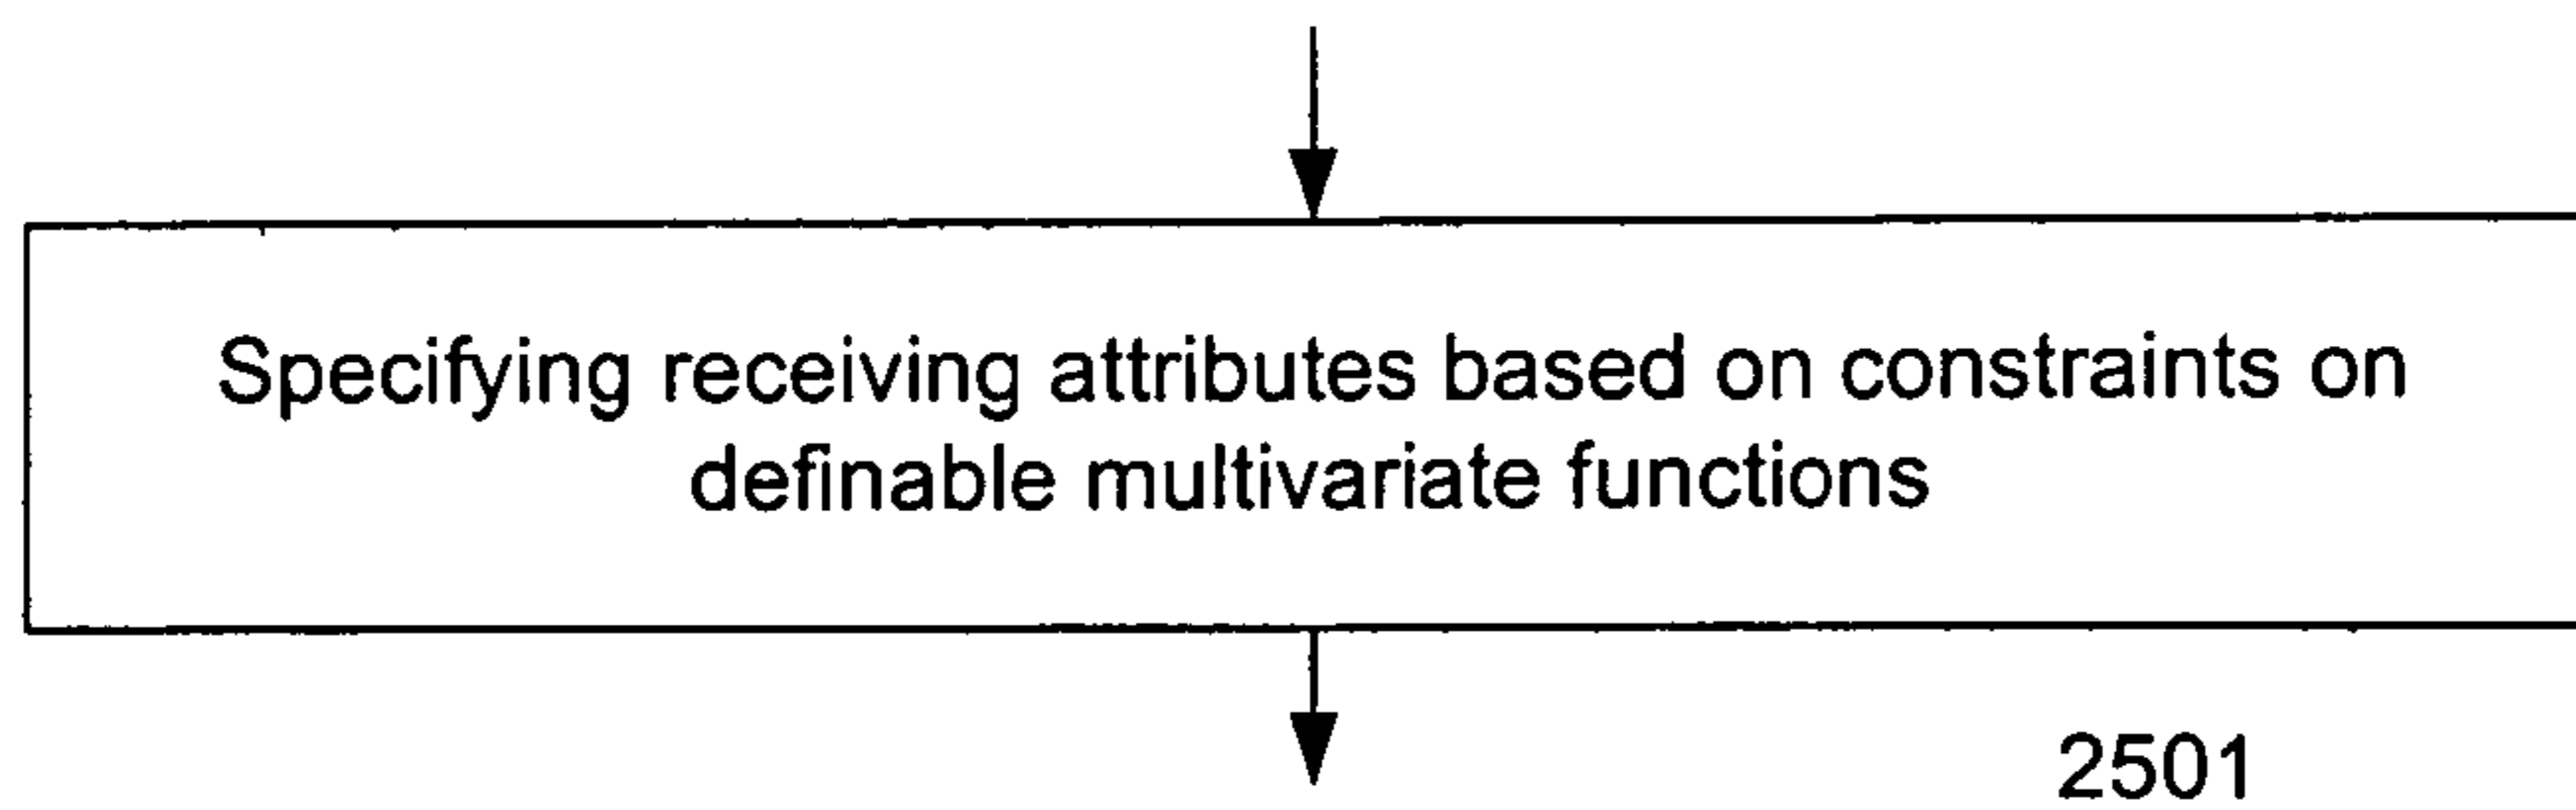 Specifying receiving attributes based on constraints on
definable multivariate functions
2501